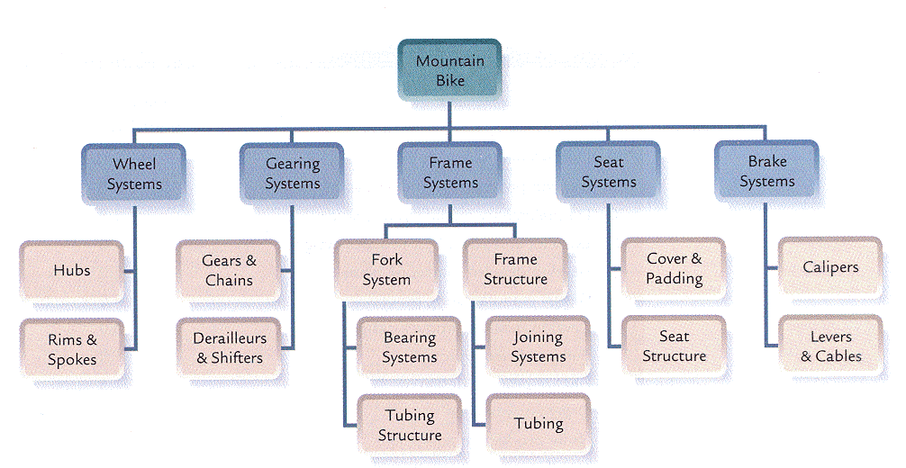 Mountain
Bike
Wheel
Systems
Gearing
Systems
Frame
Systems
Seat
Systems
Brake
Systems
Hubs
Gears &
Chains
Fork
System
Frame
Structure
Cover &
Padding
Calipers
Rims &
Spokes
Derailleurs
& Shifters
Bearing
Systems
Joining
Systems
Seat
Structure
Levers
& Cables
Tubing
Structure
Tubing